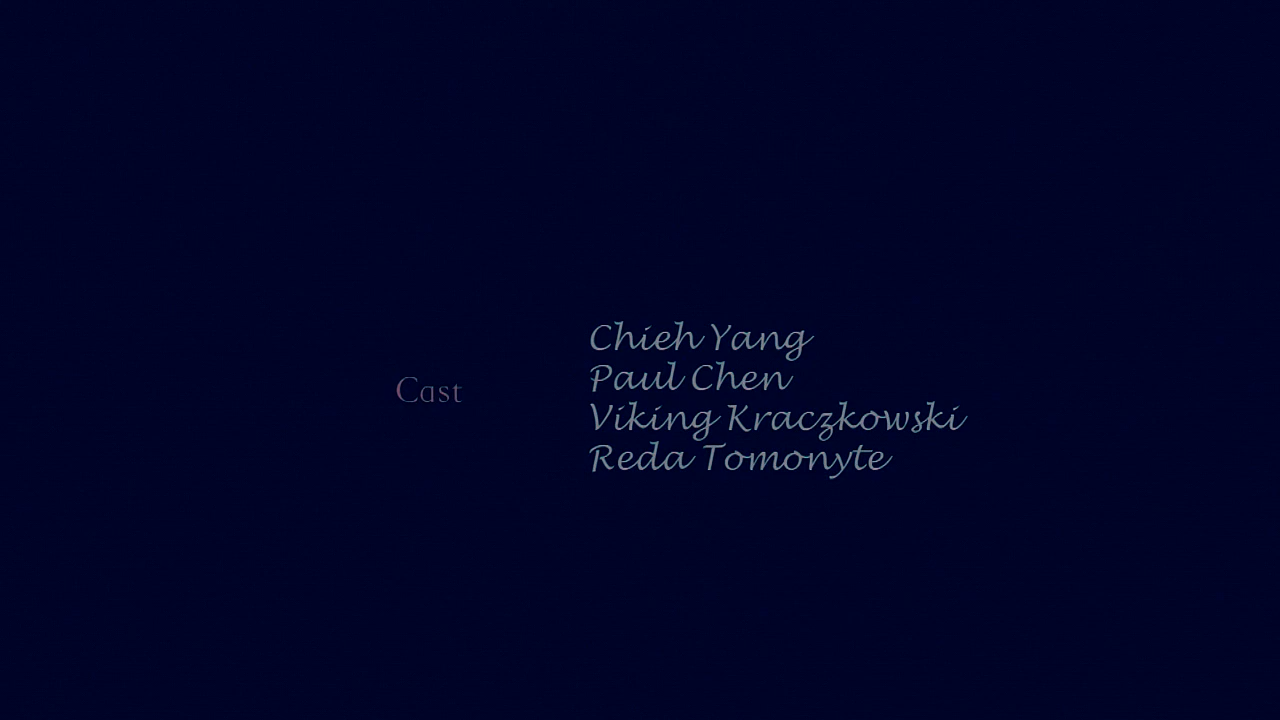 Cast
Chieh Yang
Paul Chen
Viking Kraczkowski
Reda Tomonyte